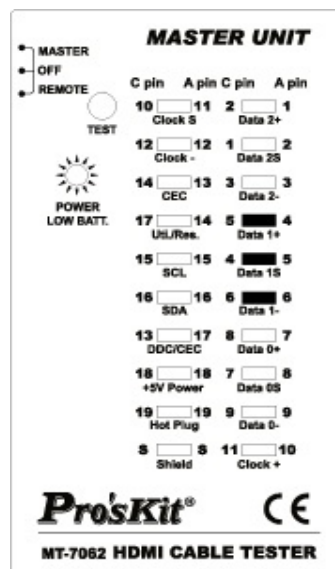 MASTER UNIT
MASTER
OFF
REMOTE
TEST
POWER
LOW BATT.
C pin A pin C pin A pin
10 11 2 1
Clock S Data 2+
12 12 1 2
Clock - Data 2S
14 13 3 3
CEC Data 2-
17 14 5 4
Uti./Res. Data 1+
15 15 4 5
SCL Data 1S
16 16 6 6
SDA Data 1-
13 17 8 7
DDC/CEC Data 0+
18 18 7 8
+5V Power Data 0S
19 19 9 9
Hot Plug Data 0-
S S 11 10
Shield Clock +
Pro'sKit® CE
MT-7062 HDMI CABLE TESTER